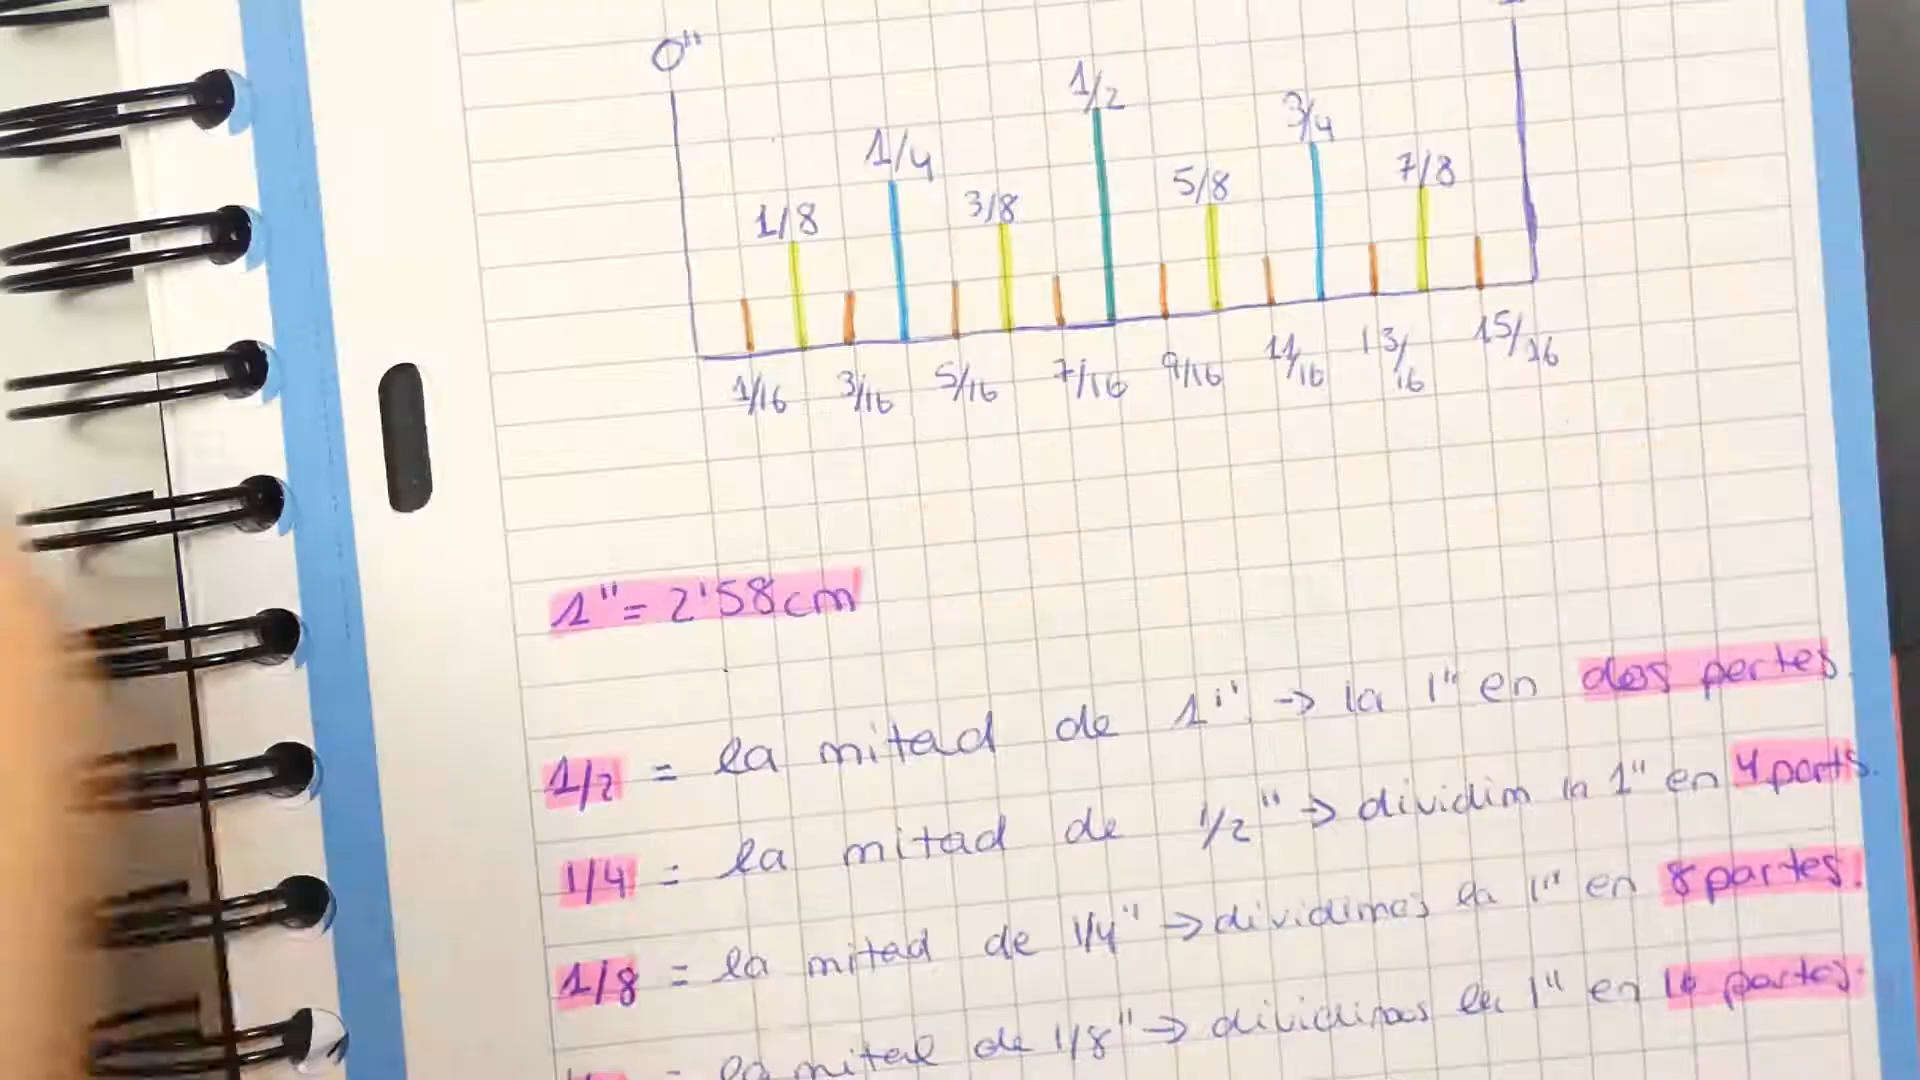 0"
1/2
3/4
1/4
7/8
5/8
3/8
1/8
1/16 3/16 5/16 7/16 9/16 11/16 13/16 15/16
1" = 2'58cm
1/2 = la mitad de 1" → la 1" en dos partes.
1/4 = la mitad de 1/2" → dividim la 1" en 4 parts.
1/8 = la mitad de 1/4" → dividimos la 1" en 8 partes.
= la mitad de 1/8" → dividimos la 1" en 16 partes.